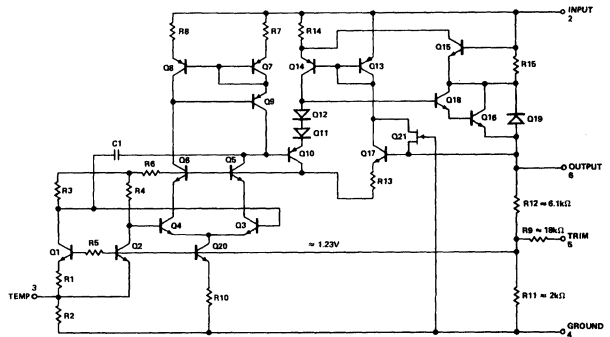 INPUT
2
R8
R7
R14
Q15
R15
Q8
Q7
Q14
Q13
Q9
Q18
Q16
Q19
Q12
Q11
Q21
C1
Q10
Q17
OUTPUT
6
R6
Q6
Q5
R3
R4
R13
R12 ≈ 6.1kΩ
Q4
Q3
R9 ≈ 18kΩ
TRIM
5
Q1
R5
Q2
Q20
≈ 1.23V
R1
3
TEMP
R2
R10
R11 ≈ 2kΩ
GROUND
4